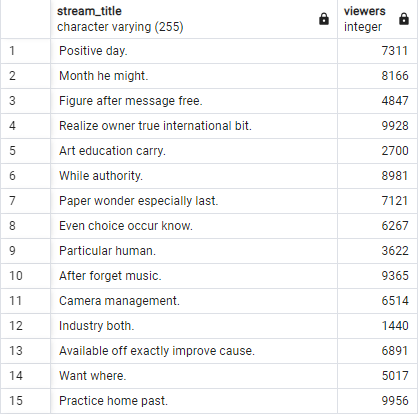 stream_title viewers
character varying (255) integer
1 Positive day. 7311
2 Month he might. 8166
3 Figure after message free. 4847
4 Realize owner true international bit. 9928
5 Art education carry. 2700
6 While authority. 8981
7 Paper wonder especially last. 7121
8 Even choice occur know. 6267
9 Particular human. 3622
10 After forget music. 9365
11 Camera management. 6514
12 Industry both. 1440
13 Available off exactly improve cause. 6891
14 Want where. 5017
15 Practice home past. 9956